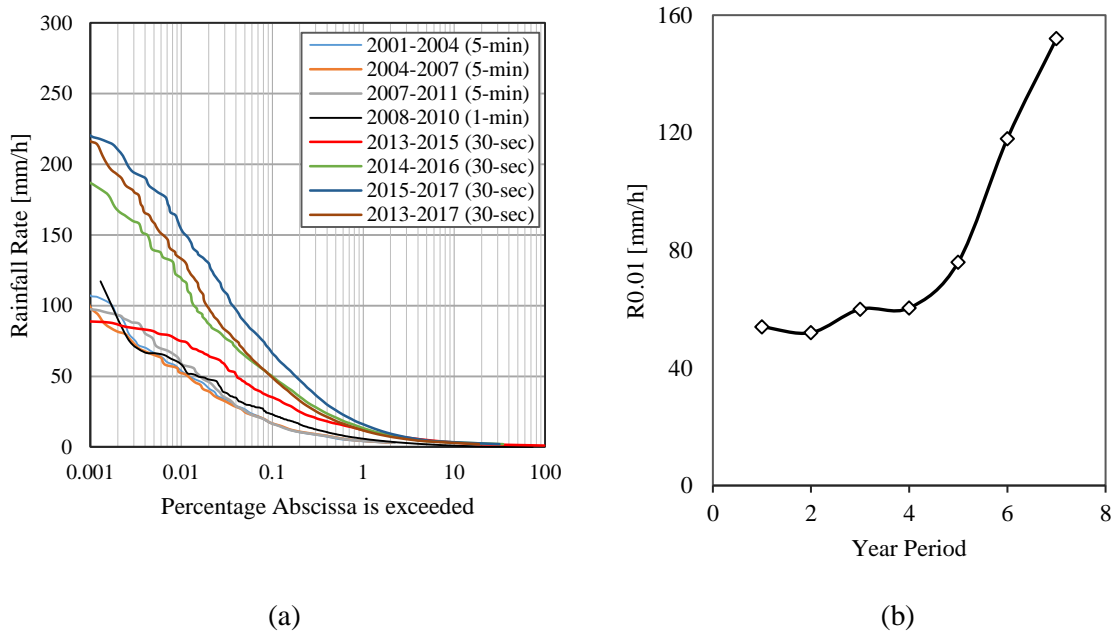 300
250
200
150
100
50
0
Rainfall Rate [mm/h]
2001-2004 (5-min)
2004-2007 (5-min)
2007-2011 (5-min)
2008-2010 (1-min)
2013-2015 (30-sec)
2014-2016 (30-sec)
2015-2017 (30-sec)
2013-2017 (30-sec)
0.001 0.01 0.1 1 10 100
Percentage Abscissa is exceeded
(a)
160
120
80
40
0
R0.01 [mm/h]
0 2 4 6 8
Year Period
(b)